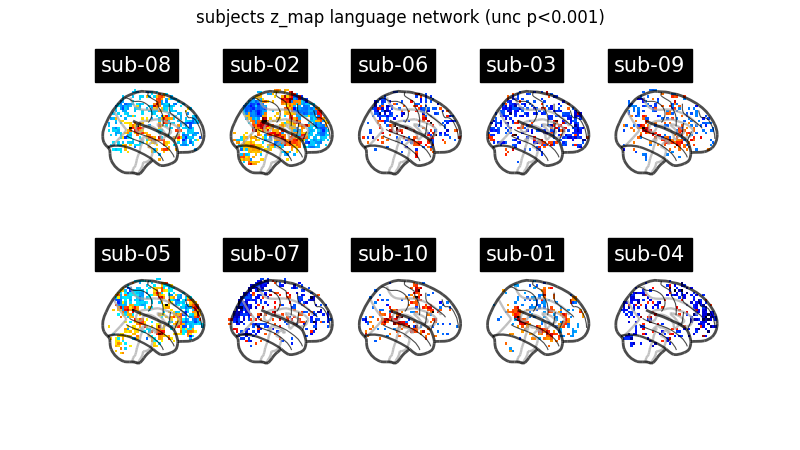 subjects z_map language network (unc p<0.001)
sub-08 sub-02 sub-06 sub-03 sub-09
sub-05 sub-07 sub-10 sub-01 sub-04